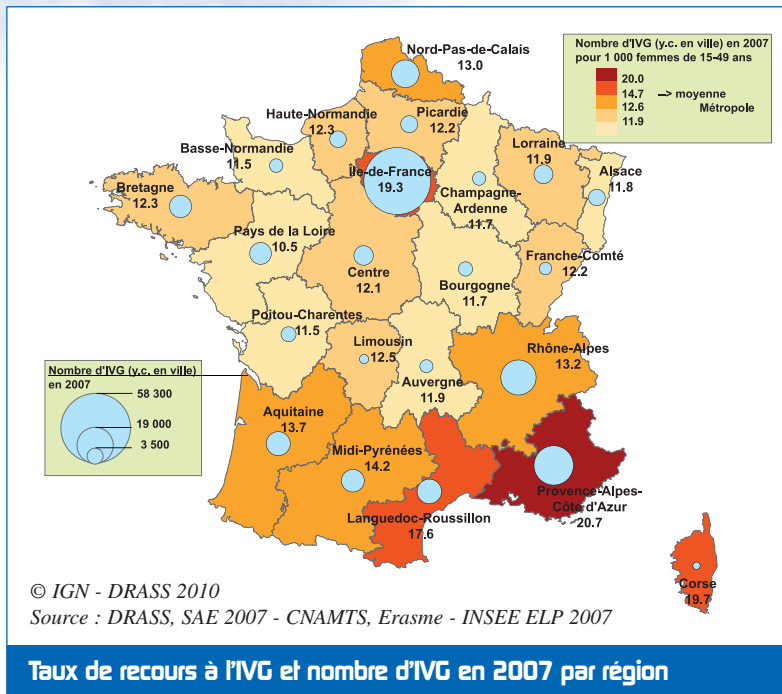 Nombre d'IVG (y.c. en ville) en 2007
pour 1 000 femmes de 15-49 ans
20.0
14.7 --> moyenne
12.6 Métropole
11.9
Nord-Pas-de-Calais
13.0
Haute-Normandie
12.3
Picardie
12.2
Basse-Normandie
11.5
Lorraine
11.9
Alsace
11.8
Île-de-France
19.3
Bretagne
12.3
Champagne-
Ardenne
11.7
Pays de la Loire
10.5
Centre
12.1
Bourgogne
11.7
Franche-Comté
12.2
Poitou-Charentes
11.5
Limousin
12.5
Auvergne
11.9
Rhône-Alpes
13.2
Nombre d'IVG (y.c. en ville)
en 2007
58 300
19 000
3 500
Aquitaine
13.7
Midi-Pyrénées
14.2
Languedoc-Roussillon
17.6
Provence-Alpes-
Côte d'Azur
20.7
Corse
19.7
© IGN - DRASS 2010
Source : DRASS, SAE 2007 - CNAMTS, Erasme - INSEE ELP 2007
Taux de recours à l'IVG et nombre d'IVG en 2007 par région